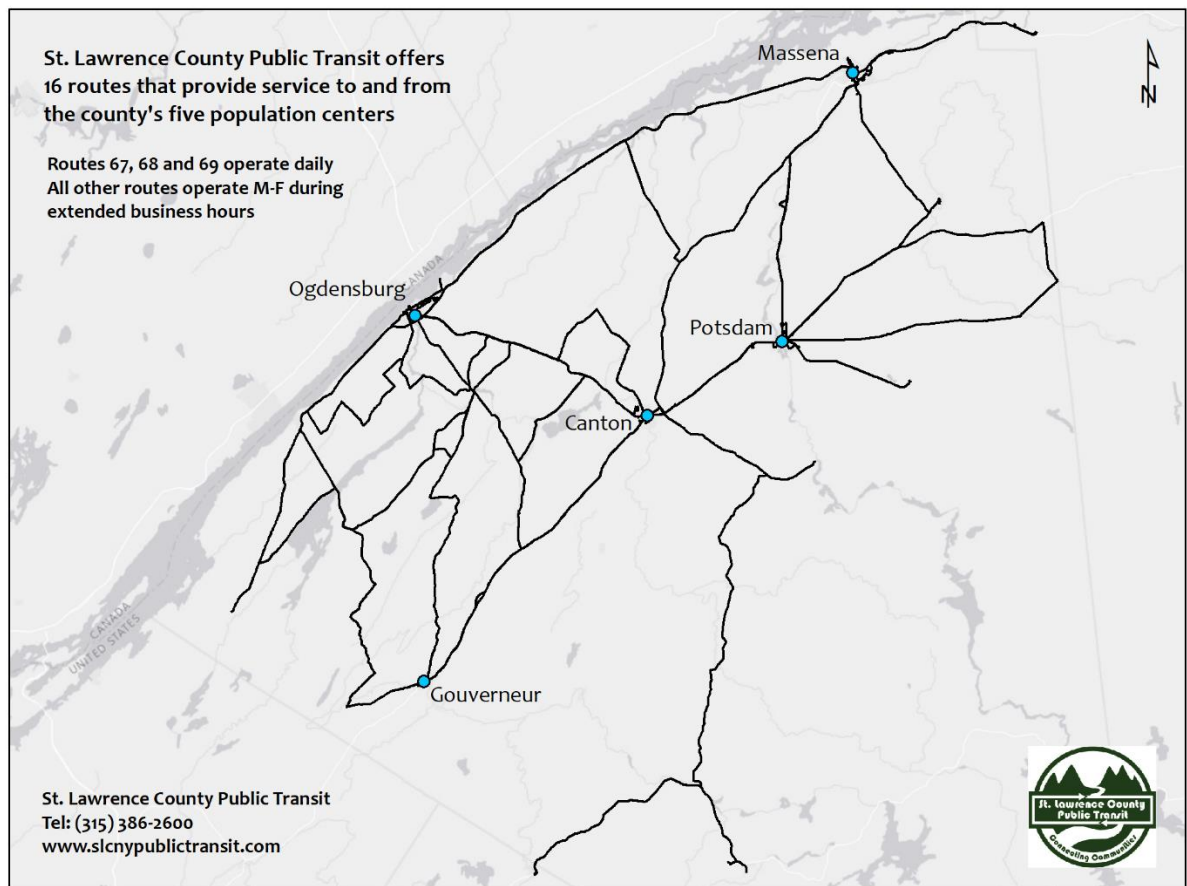 St. Lawrence County Public Transit offers
16 routes that provide service to and from
the county's five population centers
Routes 67, 68 and 69 operate daily
All other routes operate M-F during
extended business hours
Massena
N
Ogdensburg
CANADA
Potsdam
Canton
CANADA
UNITED STATES
Gouverneur
St. Lawrence County Public Transit
Tel: (315) 386-2600
www.slcnypublictransit.com
St. Lawrence County
Public Transit
Connecting Communities